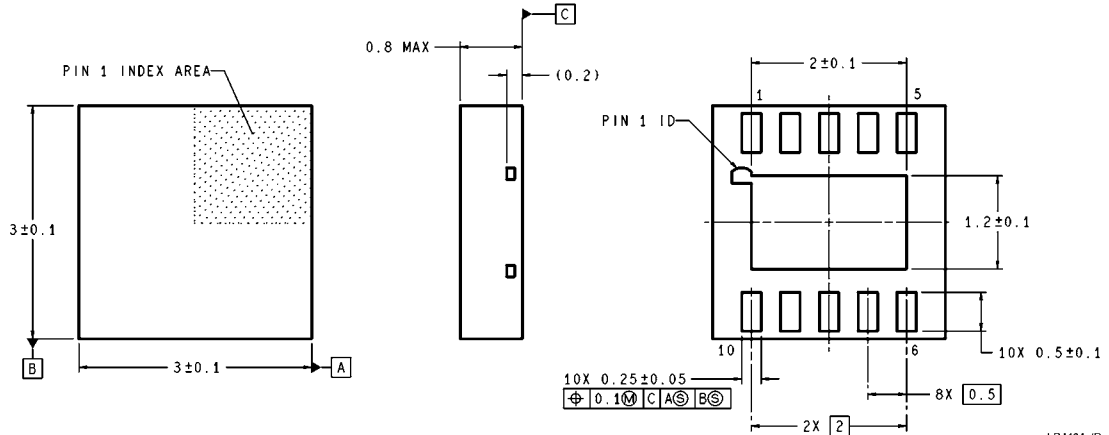 C
0.8 MAX
PIN 1 INDEX AREA
(0.2)
2±0.1
1
5
PIN 1 ID
3±0.1
1.2±0.1
B
3±0.1
A
10
6
10X 0.5±0.1
10X 0.25±0.05
8X 0.5
⌖ 0.1Ⓜ C AⓈ BⓈ
2X 2